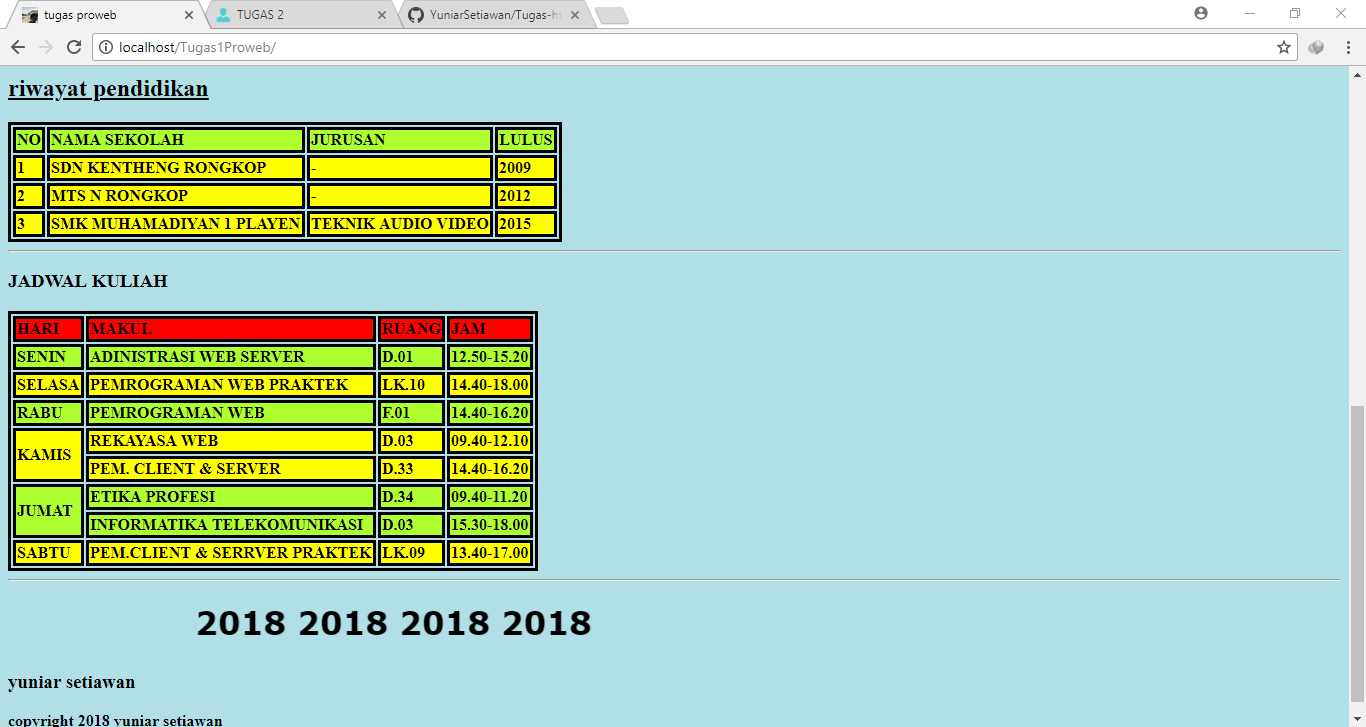 tugas proweb TUGAS 2 YuniarSetiawan/Tugas-ht
localhost/Tugas1Proweb/
riwayat pendidikan
NO NAMA SEKOLAH JURUSAN LULUS
1 SDN KENTHENG RONGKOP - 2009
2 MTS N RONGKOP - 2012
3 SMK MUHAMADIYAN 1 PLAYEN TEKNIK AUDIO VIDEO 2015
JADWAL KULIAH
HARI MAKUL RUANG JAM
SENIN ADINISTRASI WEB SERVER D.01 12.50-15.20
SELASA PEMROGRAMAN WEB PRAKTEK LK.10 14.40-18.00
RABU PEMROGRAMAN WEB F.01 14.40-16.20
KAMIS REKAYASA WEB D.03 09.40-12.10
PEM. CLIENT & SERVER D.33 14.40-16.20
JUMAT ETIKA PROFESI D.34 09.40-11.20
INFORMATIKA TELEKOMUNIKASI D.03 15.30-18.00
SABTU PEM.CLIENT & SERRVER PRAKTEK LK.09 13.40-17.00
2018 2018 2018 2018
yuniar setiawan
copyright 2018 yuniar setiawan